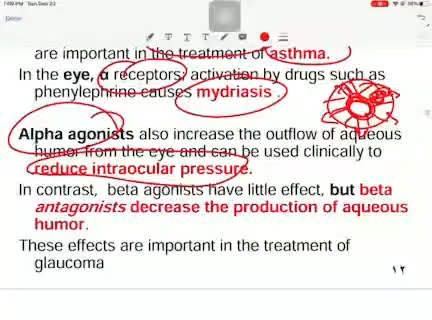 are important in the treatment of asthma.
In the eye, α receptors, activation by drugs such as
phenylephrine causes mydriasis .
Alpha agonists also increase the outflow of aqueous
humor from the eye and can be used clinically to
reduce intraocular pressure.
In contrast, beta agonists have little effect, but beta
antagonists decrease the production of aqueous
humor.
These effects are important in the treatment of
glaucoma
١٢